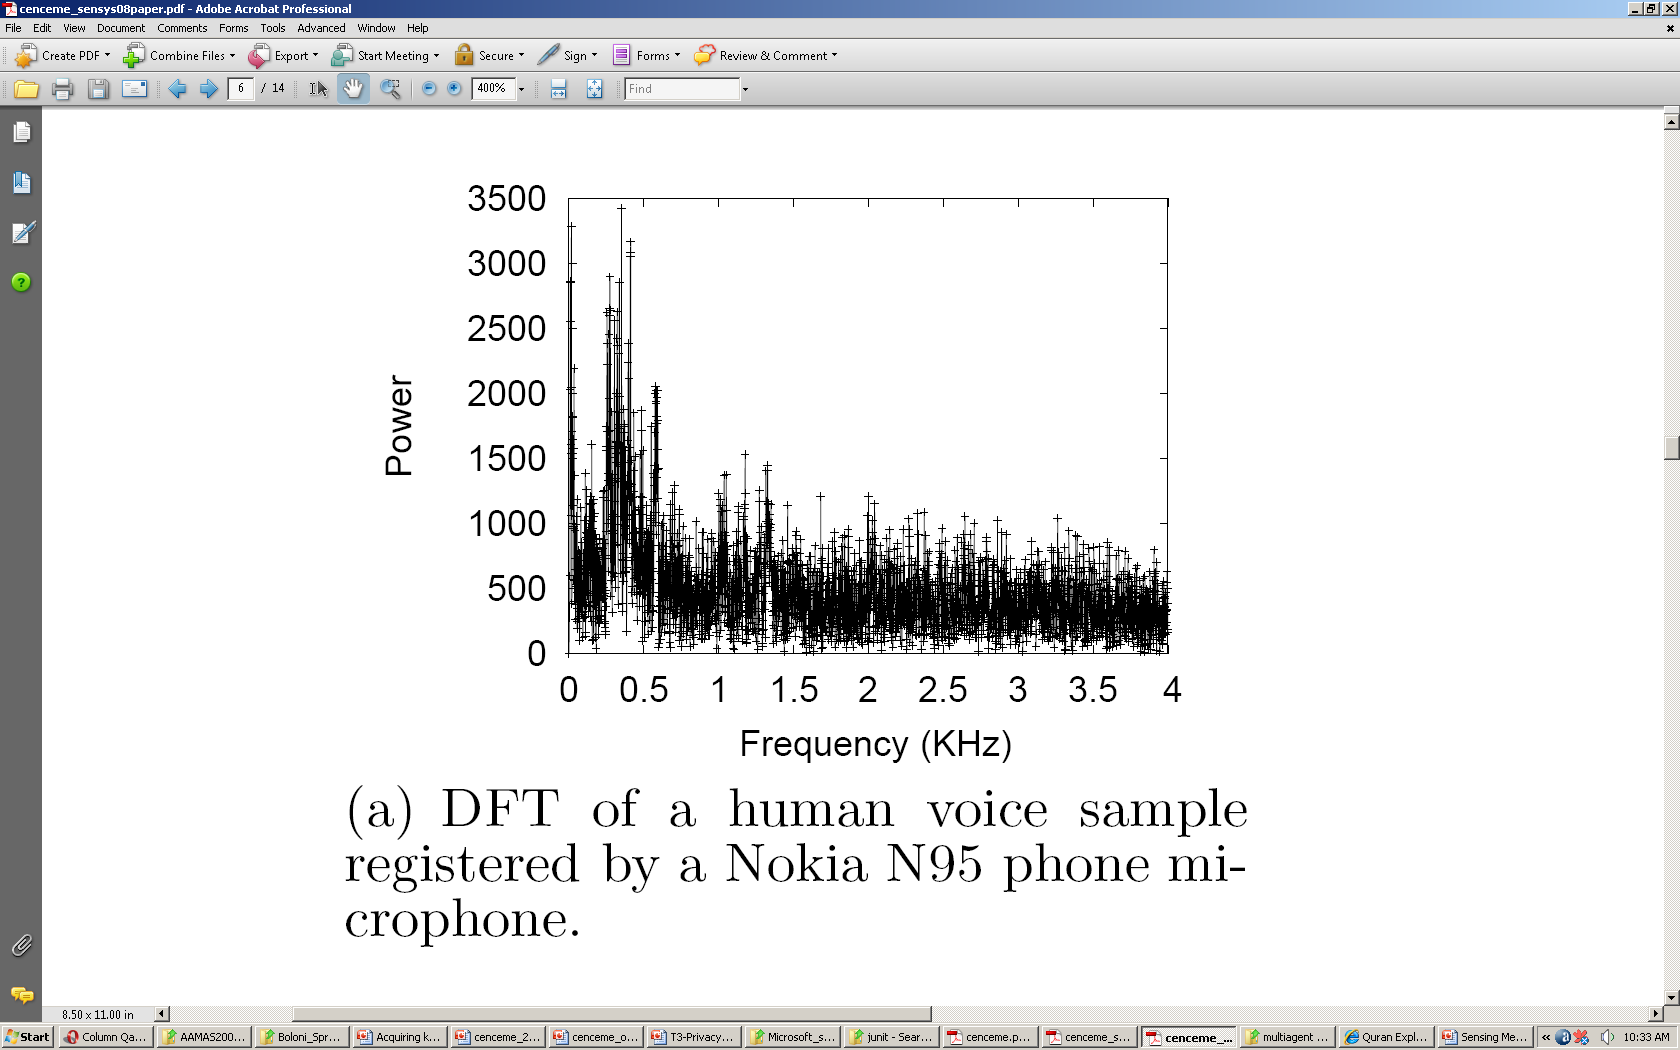 cenceme_sensys08paper.pdf - Adobe Acrobat Professional
File Edit View Document Comments Forms Tools Advanced Window Help
Create PDF Combine Files Export Start Meeting Secure Sign Forms Review & Comment
6 / 14 400% Find
3500
3000
2500
2000
1500
1000
500
0
Power
0 0.5 1 1.5 2 2.5 3 3.5 4
Frequency (KHz)
(a) DFT of a human voice sample
registered by a Nokia N95 phone mi-
crophone.
8.50 x 11.00 in
Start Column Qa... AAMAS200... Boloni_Spr... Acquiring k... cenceme_2... cenceme_o... T3-Privacy... Microsoft_s... junit - Sear... cenceme.p... cenceme_s... cenceme_... multiagent ... Quran Expl... Sensing Me... « 10:33 AM